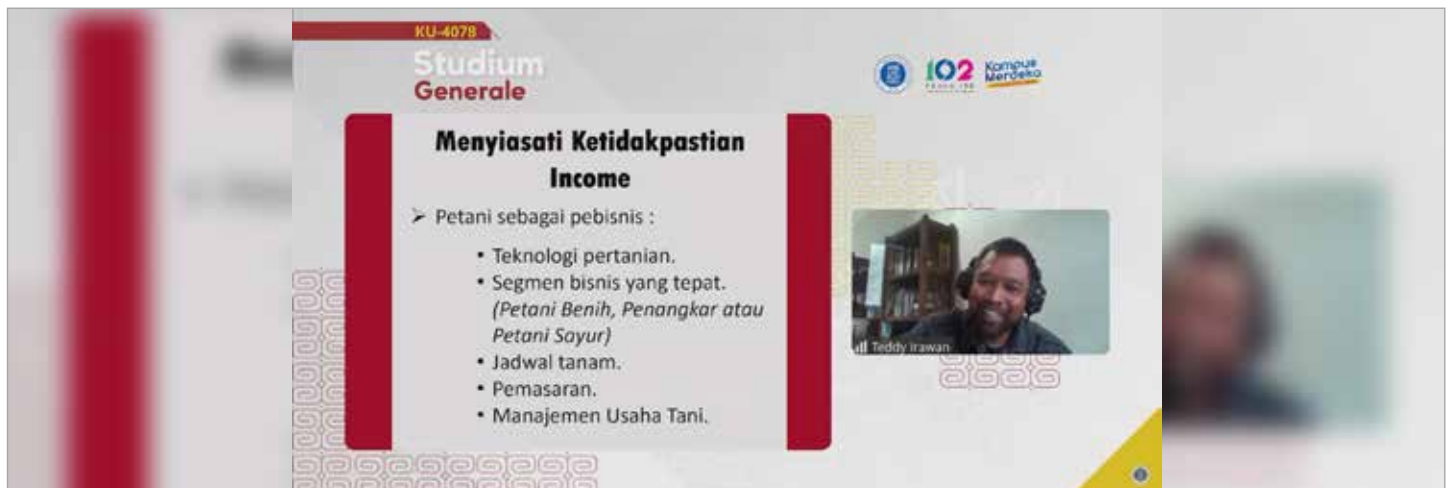 KU-4078
Studium
Generale
102
Kampus
Merdeka
Menyiasati Ketidakpastian
Income
➢ Petani sebagai pebisnis :
• Teknologi pertanian.
• Segmen bisnis yang tepat.
(Petani Benih, Penangkar atau
Petani Sayur)
• Jadwal tanam.
• Pemasaran.
• Manajemen Usaha Tani.
Teddy Irawan